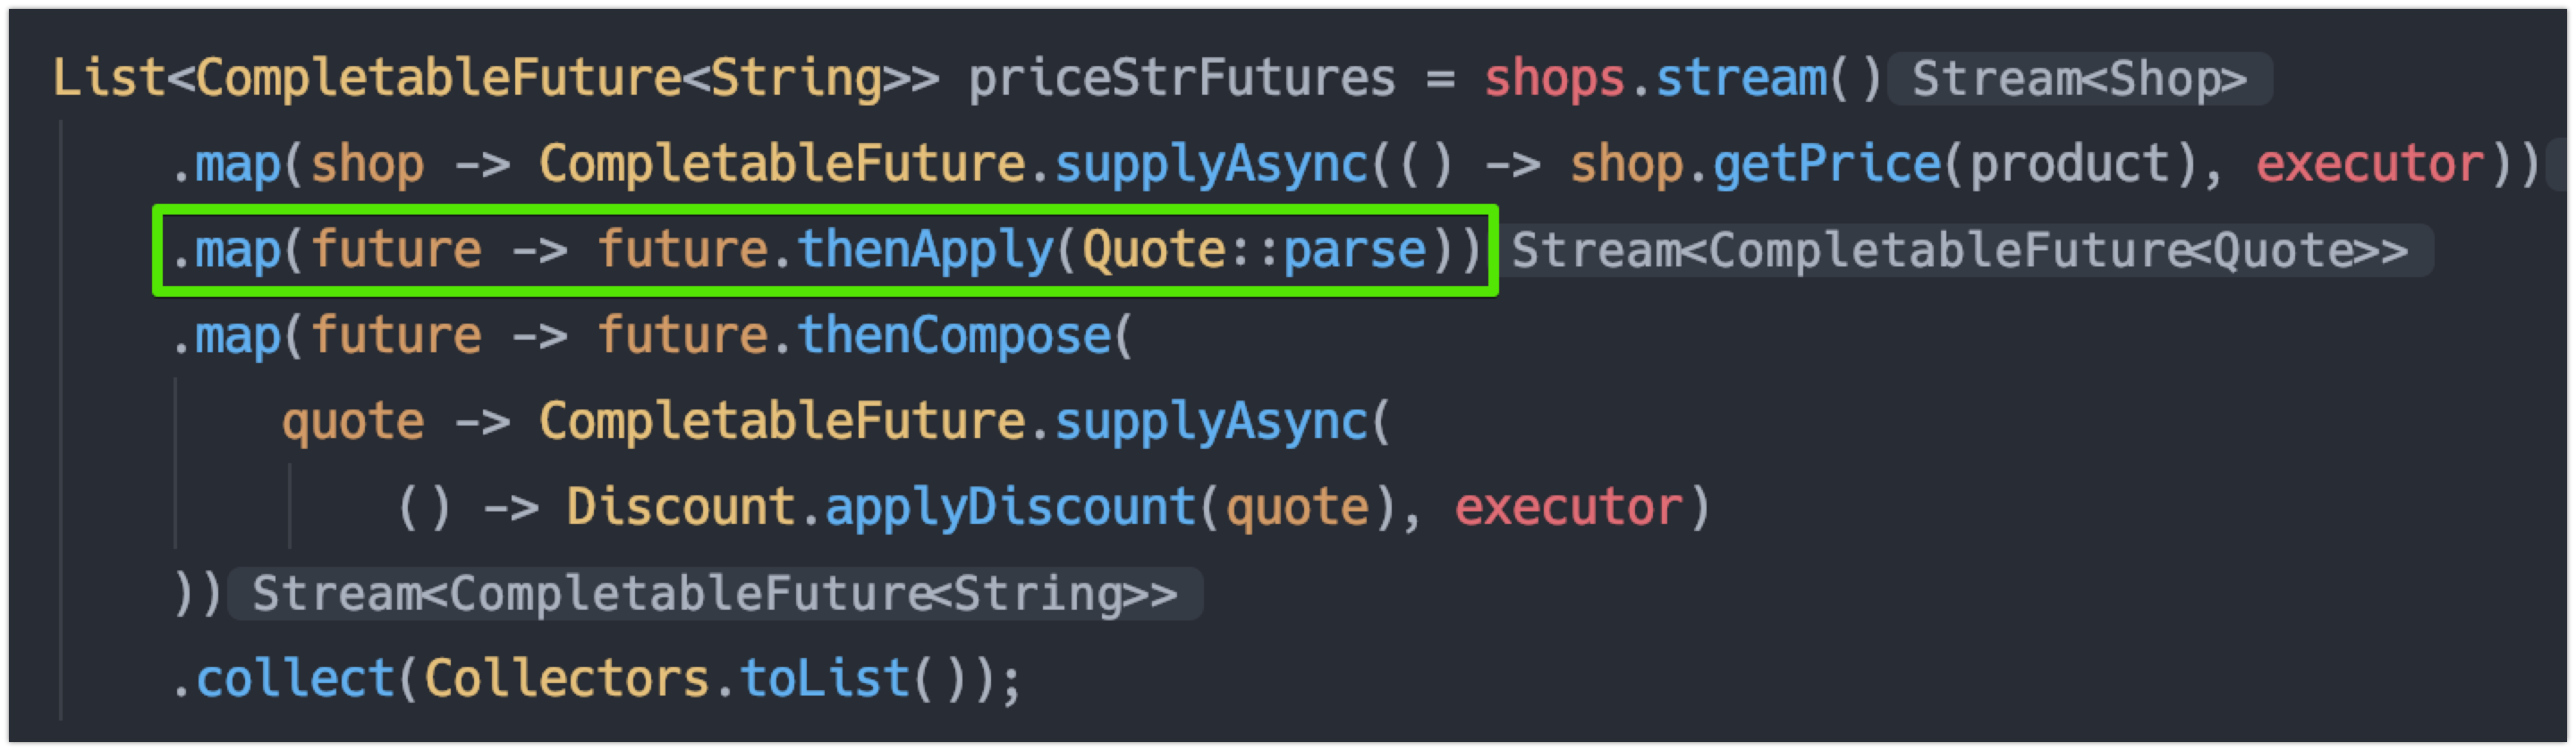 List<CompletableFuture<String>> priceStrFutures = shops.stream() Stream<Shop>
.map(shop -> CompletableFuture.supplyAsync(() -> shop.getPrice(product), executor))
.map(future -> future.thenApply(Quote::parse)) Stream<CompletableFuture<Quote>>
.map(future -> future.thenCompose(
quote -> CompletableFuture.supplyAsync(
() -> Discount.applyDiscount(quote), executor)
)) Stream<CompletableFuture<String>>
.collect(Collectors.toList());